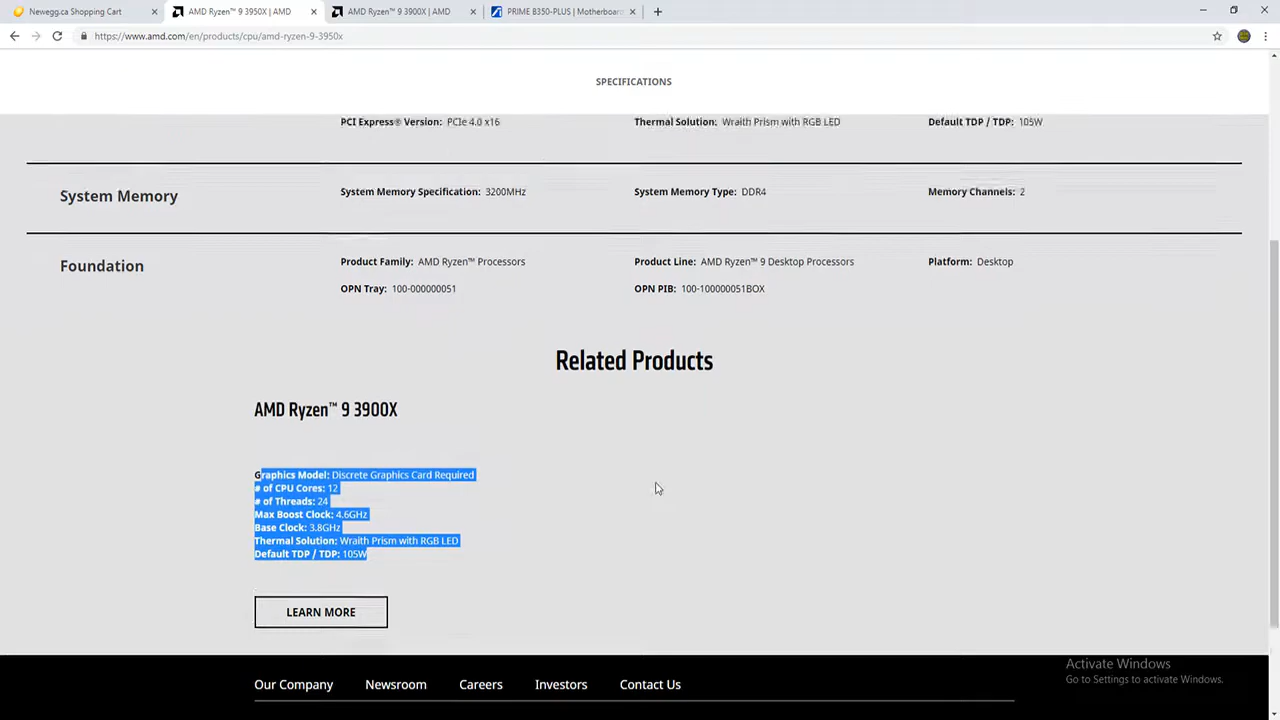 Newegg.ca Shopping Cart
AMD Ryzen™ 9 3950X | AMD
AMD Ryzen™ 9 3900X | AMD
PRIME B350-PLUS | Motherboard
https://www.amd.com/en/products/cpu/amd-ryzen-9-3950x
SPECIFICATIONS
PCI Express® Version: PCIe 4.0 x16
Thermal Solution: Wraith Prism with RGB LED
Default TDP / TDP: 105W
System Memory
System Memory Specification: 3200MHz
System Memory Type: DDR4
Memory Channels: 2
Foundation
Product Family: AMD Ryzen™ Processors
Product Line: AMD Ryzen™ 9 Desktop Processors
Platform: Desktop
OPN Tray: 100-000000051
OPN PIB: 100-100000051BOX
Related Products
AMD Ryzen™ 9 3900X
Graphics Model: Discrete Graphics Card Required
# of CPU Cores: 12
# of Threads: 24
Max Boost Clock: 4.6GHz
Base Clock: 3.8GHz
Thermal Solution: Wraith Prism with RGB LED
Default TDP / TDP: 105W
LEARN MORE
Activate Windows
Go to Settings to activate Windows.
Our Company
Newsroom
Careers
Investors
Contact Us